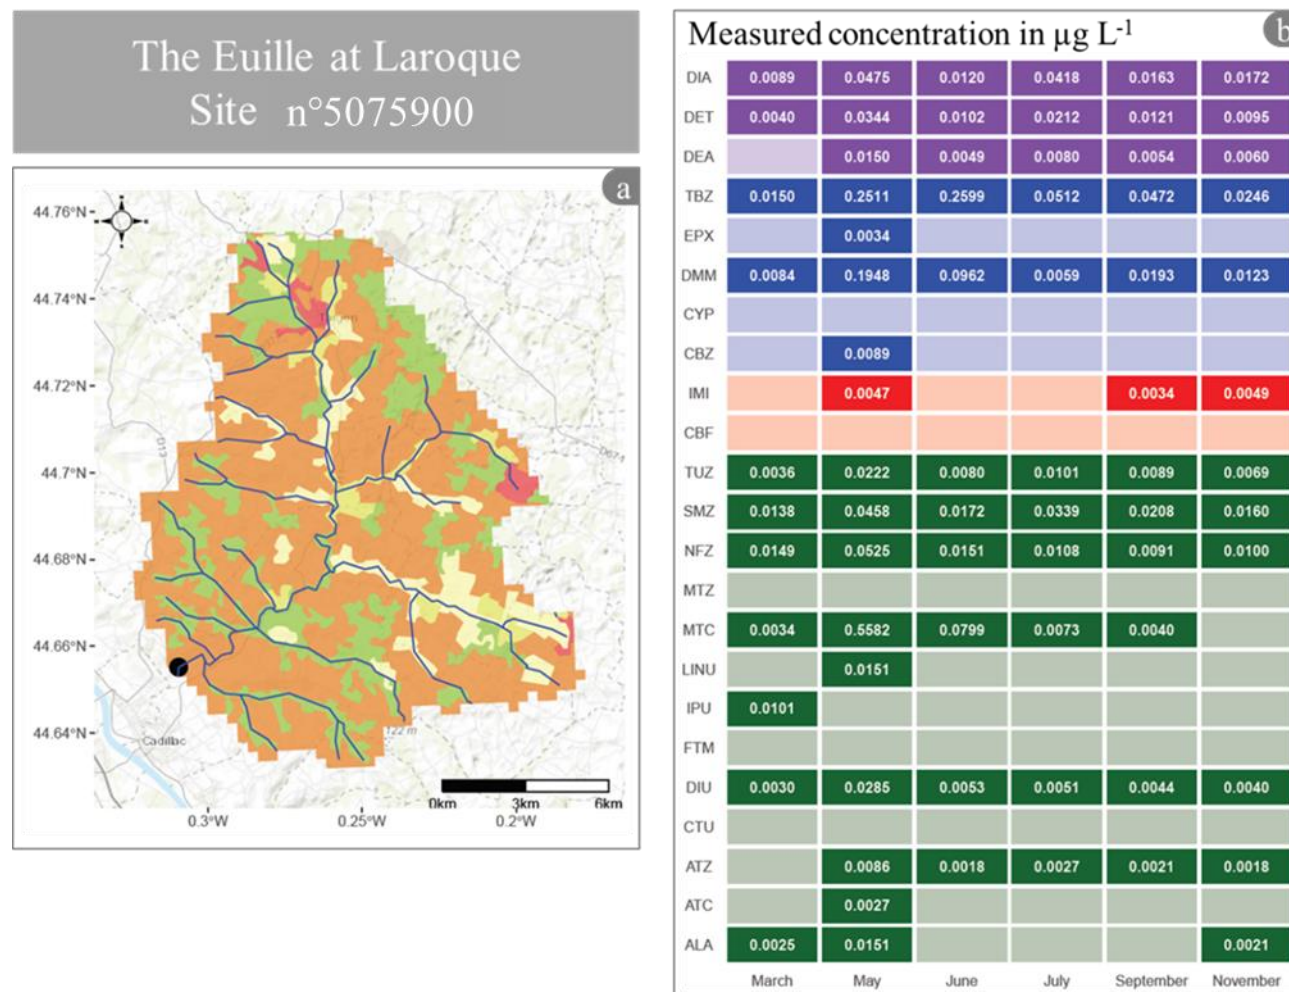 The Euille at Laroque
Site n°5075900
a
44.76°N
44.74°N
44.72°N
44.7°N
44.68°N
44.66°N
44.64°N
D13
D674
Cadillac
122 m
0km 3km 6km
0.3°W 0.25°W 0.2°W
Measured concentration in µg L-1
b
DIA 0.0089 0.0475 0.0120 0.0418 0.0163 0.0172
DET 0.0040 0.0344 0.0102 0.0212 0.0121 0.0095
DEA 0.0150 0.0049 0.0080 0.0054 0.0060
TBZ 0.0150 0.2511 0.2599 0.0512 0.0472 0.0246
EPX 0.0034
DMM 0.0084 0.1948 0.0962 0.0059 0.0193 0.0123
CYP
CBZ 0.0089
IMI 0.0047 0.0034 0.0049
CBF
TUZ 0.0036 0.0222 0.0080 0.0101 0.0089 0.0069
SMZ 0.0138 0.0458 0.0172 0.0339 0.0208 0.0160
NFZ 0.0149 0.0525 0.0151 0.0108 0.0091 0.0100
MTZ
MTC 0.0034 0.5582 0.0799 0.0073 0.0040
LINU 0.0151
IPU 0.0101
FTM
DIU 0.0030 0.0285 0.0053 0.0051 0.0044 0.0040
CTU
ATZ 0.0086 0.0018 0.0027 0.0021 0.0018
ATC 0.0027
ALA 0.0025 0.0151 0.0021
March May June July September November